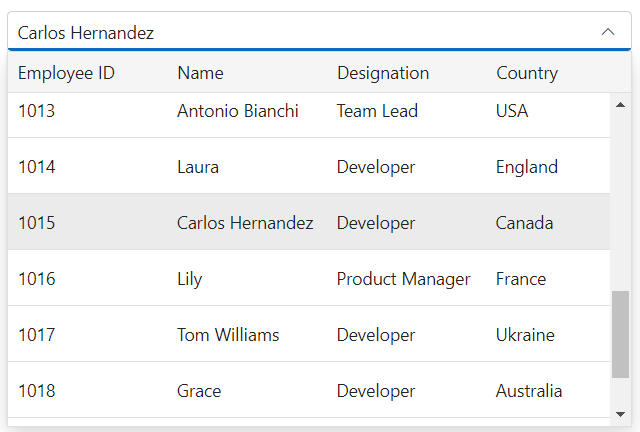 Carlos Hernandez
Employee ID Name Designation Country
1013 Antonio Bianchi Team Lead USA
1014 Laura Developer England
1015 Carlos Hernandez Developer Canada
1016 Lily Product Manager France
1017 Tom Williams Developer Ukraine
1018 Grace Developer Australia